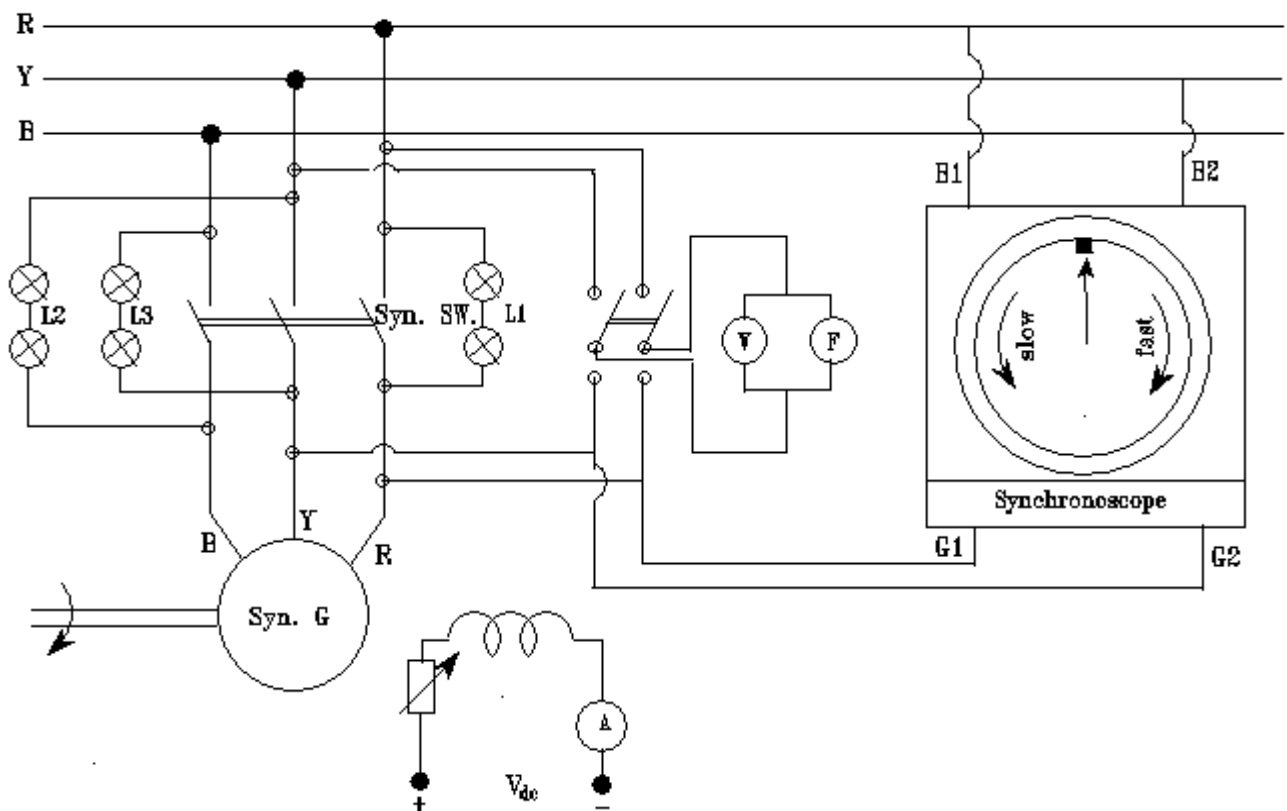 R
Y
B
B1
B2
L2
L3
Syn. SW.
L1
V
F
slow
fast
Synchronoscope
G1
G2
B
Y
R
Syn. G
A
Vdc
+
−